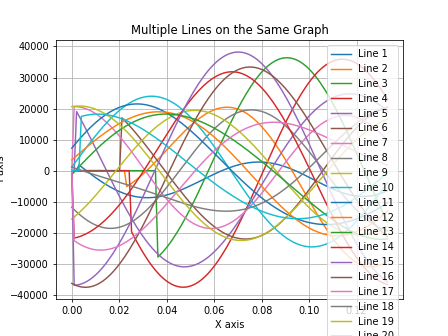 Multiple Lines on the Same Graph
40000
30000
20000
10000
0
-10000
-20000
-30000
-40000
0.00 0.02 0.04 0.06 0.08 0.10
X axis
axis
Line 1
Line 2
Line 3
Line 4
Line 5
Line 6
Line 7
Line 8
Line 9
Line 10
Line 11
Line 12
Line 13
Line 14
Line 15
Line 16
Line 17
Line 18
Line 19
Line 20